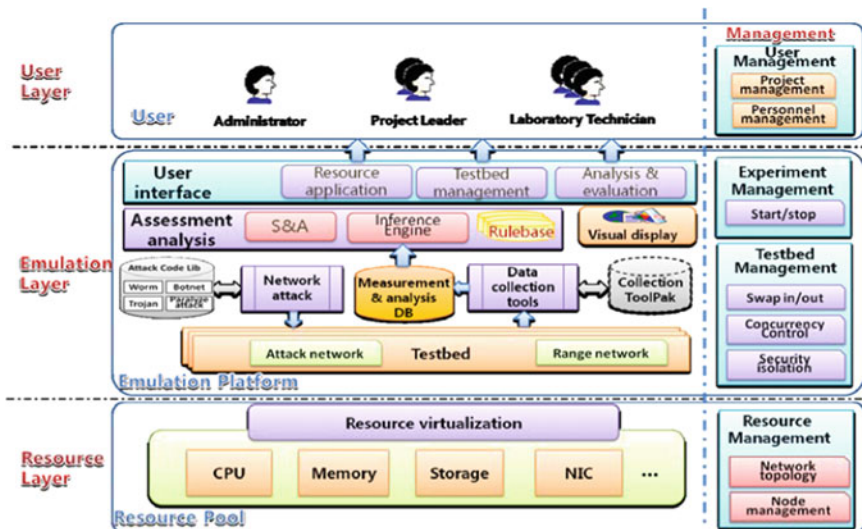 Management
User Layer
User
Administrator
Project Leader
Laboratory Technician
User Management
Project management
Personnel management
Emulation Layer
User interface
Resource application
Testbed management
Analysis & evaluation
Assessment analysis
S&A
Inference Engine
Rulebase
Visual display
Attack Code Lib
Worm
Botnet
Trojan
Paralyze attack
Network attack
Measurement & analysis DB
Data collection tools
Collection ToolPak
Attack network
Testbed
Range network
Emulation Platform
Experiment Management
Start/stop
Testbed Management
Swap in/out
Concurrency Control
Security isolation
Resource Layer
Resource virtualization
CPU
Memory
Storage
NIC
...
Resource Pool
Resource Management
Network topology
Node management